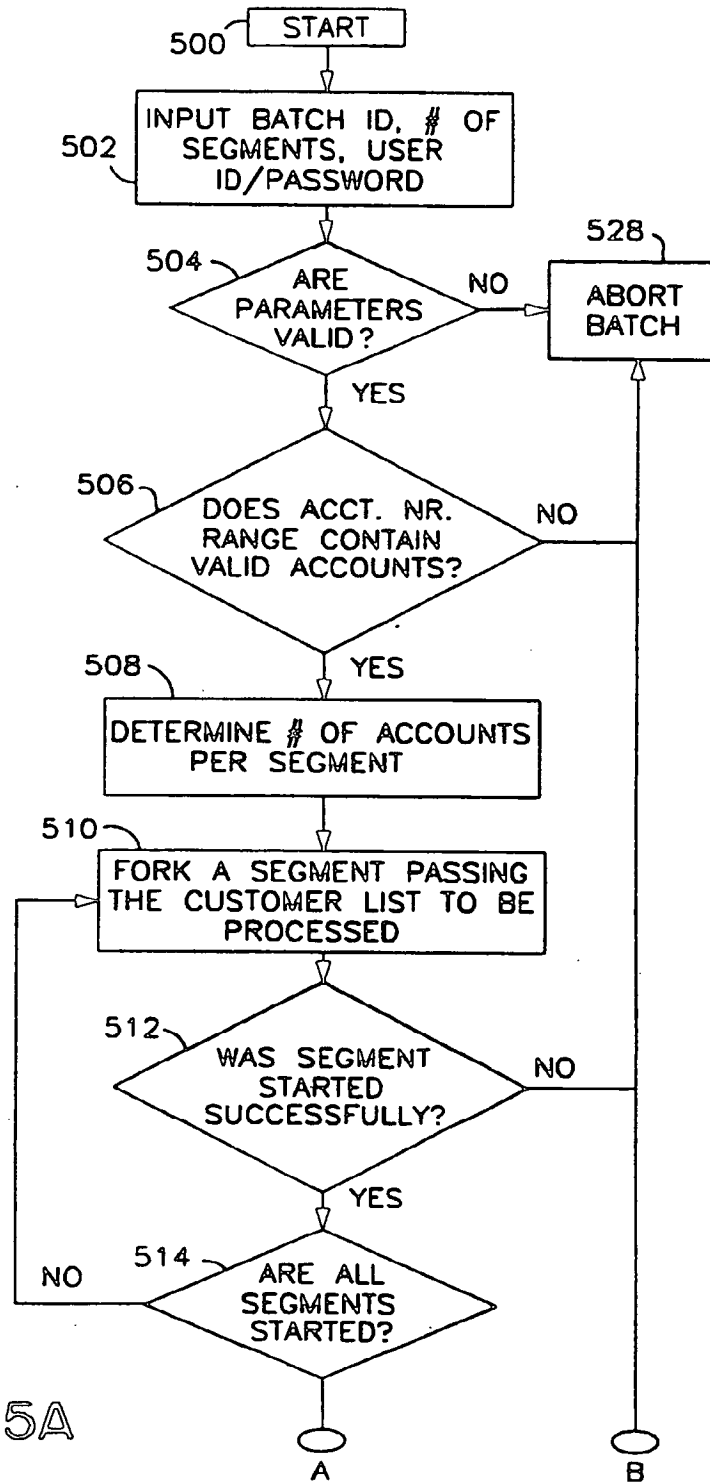 500
START
502
INPUT BATCH ID, # OF
SEGMENTS, USER
ID/PASSWORD
504
ARE
PARAMETERS
VALID?
NO
528
ABORT
BATCH
YES
506
DOES ACCT. NR.
RANGE CONTAIN
VALID ACCOUNTS?
NO
YES
508
DETERMINE # OF ACCOUNTS
PER SEGMENT
510
FORK A SEGMENT PASSING
THE CUSTOMER LIST TO BE
PROCESSED
512
WAS SEGMENT
STARTED
SUCCESSFULLY?
NO
YES
514
ARE ALL
SEGMENTS
STARTED?
NO
5A
A
B